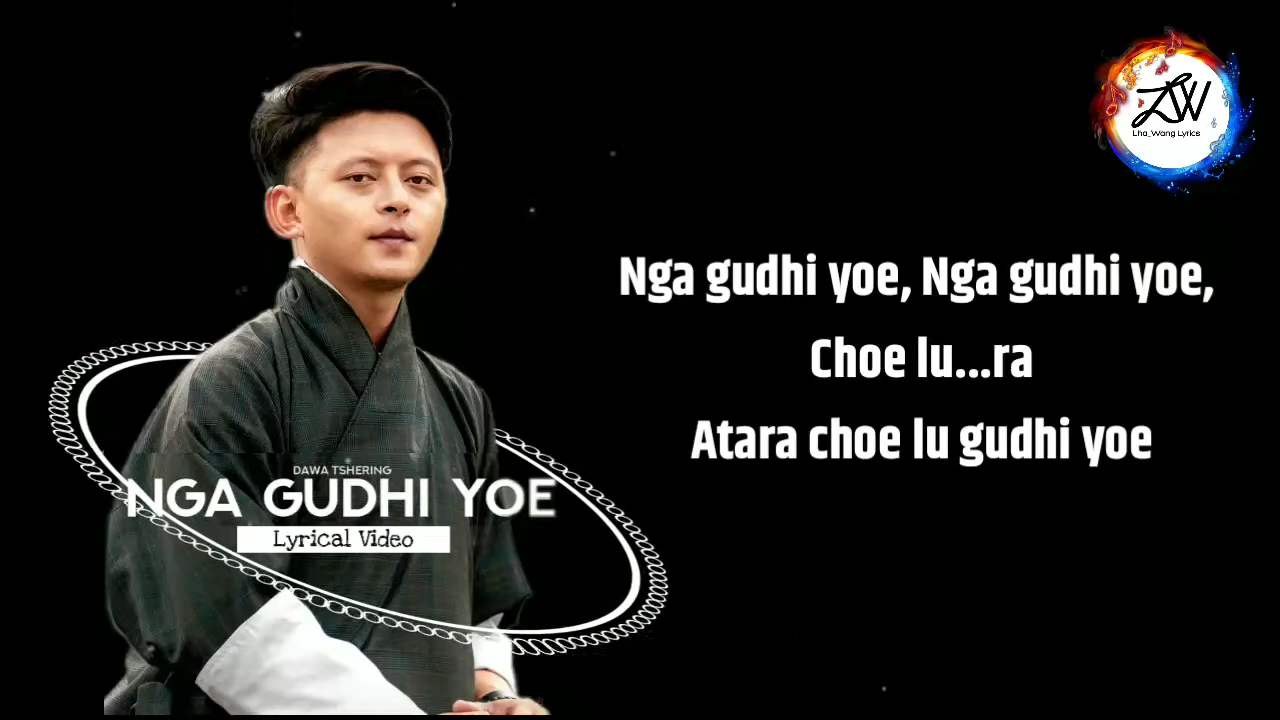 LW
Lha_Wang Lyrics
Nga gudhi yoe, Nga gudhi yoe,
Choe lu...ra
Atara choe lu gudhi yoe
DAWA TSHERING
NGA GUDHI YOE
Lyrical Video